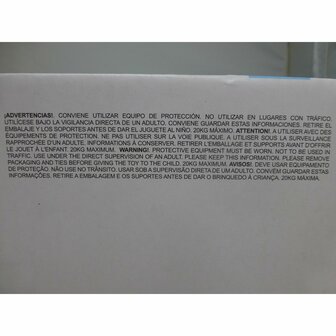 ¡ADVERTENCIAS!. CONVIENE UTILIZAR EQUIPO DE PROTECCIÓN. NO UTILIZAR EN LUGARES CON TRÁFICO.
UTILÍCESE BAJO LA VIGILANCIA DIRECTA DE UN ADULTO. CONVIENE GUARDAR ESTAS INFORMACIONES. RETIRE EL
EMBALAJE Y LOS SOPORTES ANTES DE DAR EL JUGUETE AL NIÑO. 20KG MÁXIMO. ATTENTION!. A UTILISER AVEC DES
ÉQUIPEMENTS DE PROTECTION. NE PAS UTILISER SUR LA VOIE PUBLIQUE. A UTILISER SOUS LA SURVEILLANCE
RAPPROCHÉE D'UN ADULTE. INFORMATIONS À CONSERVER. RETIRER L'EMBALLAGE ET SUPPORTS AVANT D'OFFRIR
LE JOUET À L'ENFANT. 20KG MAXIMUM. WARNING!. PROTECTIVE EQUIPMENT MUST BE WORN. NOT TO BE USED IN
TRAFFIC. USE UNDER THE DIRECT SUPERVISION OF AN ADULT. PLEASE KEEP THIS INFORMATION. PLEASE REMOVE
PACKAGING AND TIES BEFORE GIVING THE TOY TO THE CHILD. 20KG MAXIMUM. AVISOS!. DEVE USAR EQUIPAMENTO
DE PROTEÇÃO. NÃO USAR NO TRÂNSITO. USAR SOB A SUPERVISÃO DIRETA DE UM ADULTO. CONVÉM GUARDAR ESTAS
INFORMAÇÕES. RETIRE A EMBALAGEM E OS SUPORTES ANTES DE DAR O BRINQUEDO À CRIANÇA. 20KG MÁXIMA.